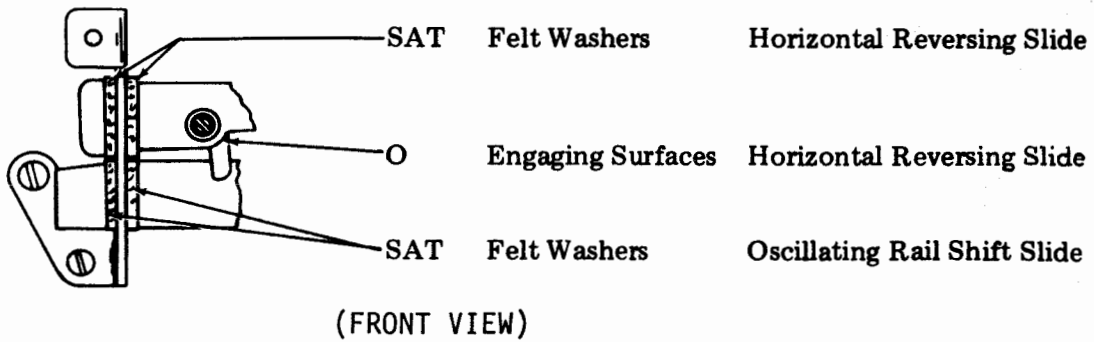 SAT Felt Washers Horizontal Reversing Slide
O Engaging Surfaces Horizontal Reversing Slide
SAT Felt Washers Oscillating Rail Shift Slide
(FRONT VIEW)